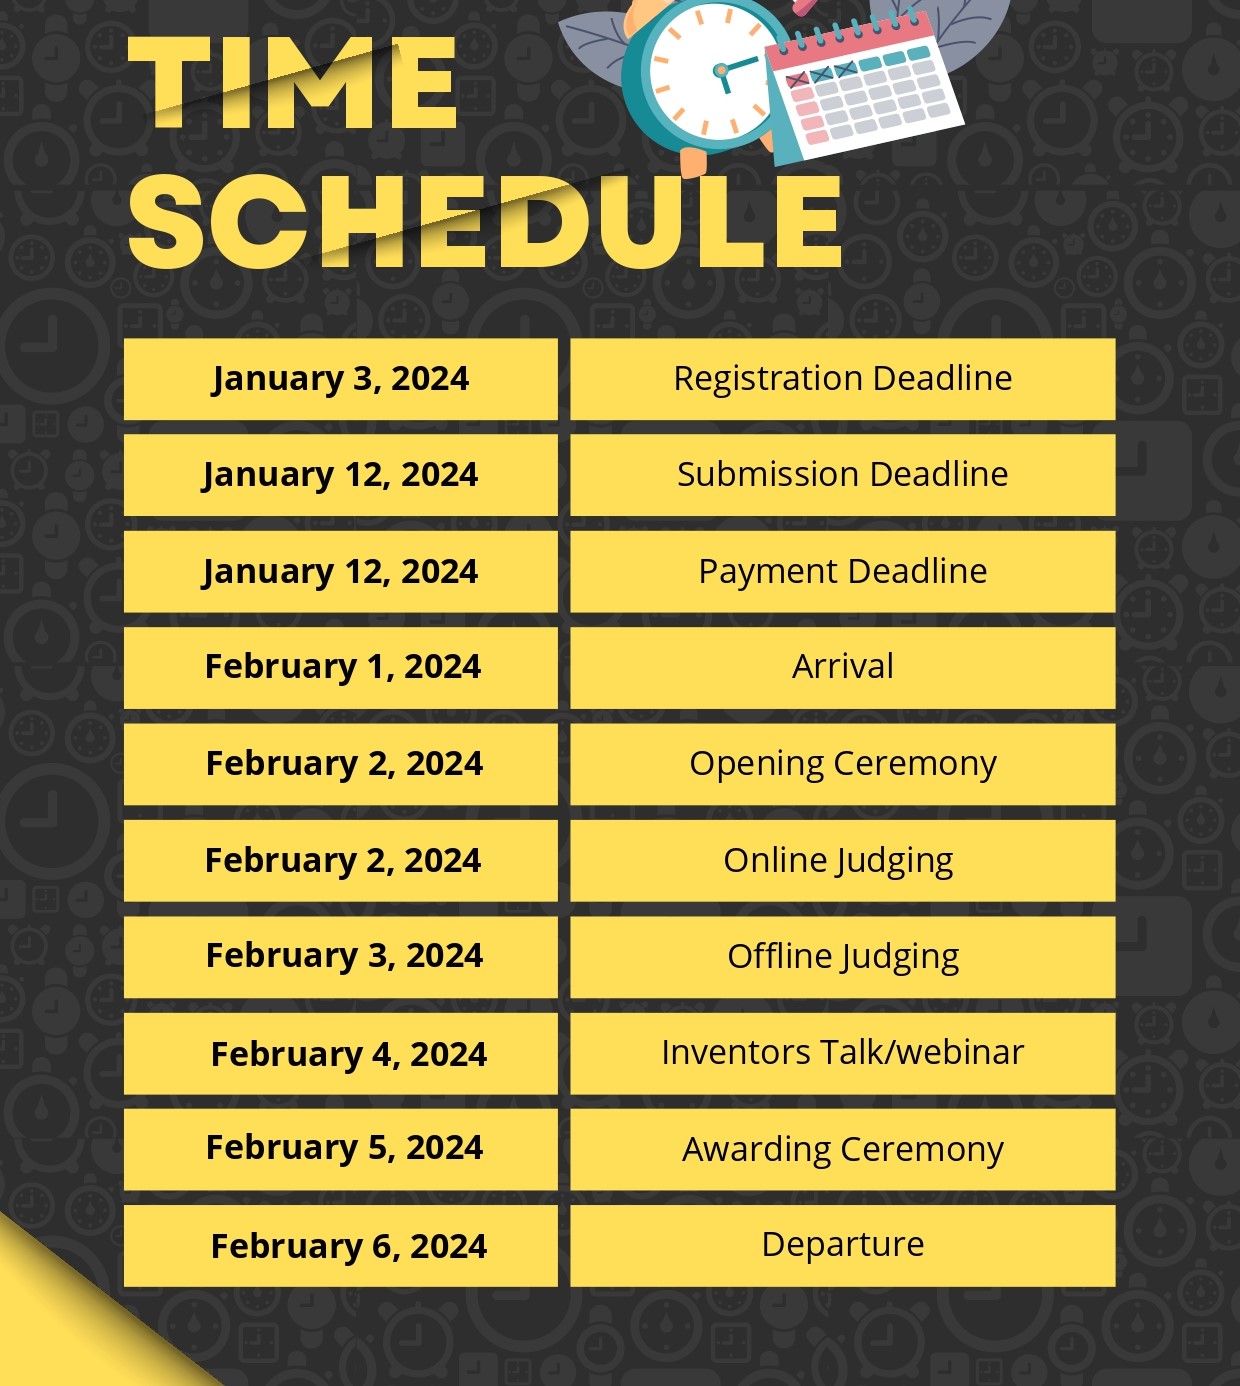 TIME
SCHEDULE
January 3, 2024 Registration Deadline
January 12, 2024 Submission Deadline
January 12, 2024 Payment Deadline
February 1, 2024 Arrival
February 2, 2024 Opening Ceremony
February 2, 2024 Online Judging
February 3, 2024 Offline Judging
February 4, 2024 Inventors Talk/webinar
February 5, 2024 Awarding Ceremony
February 6, 2024 Departure